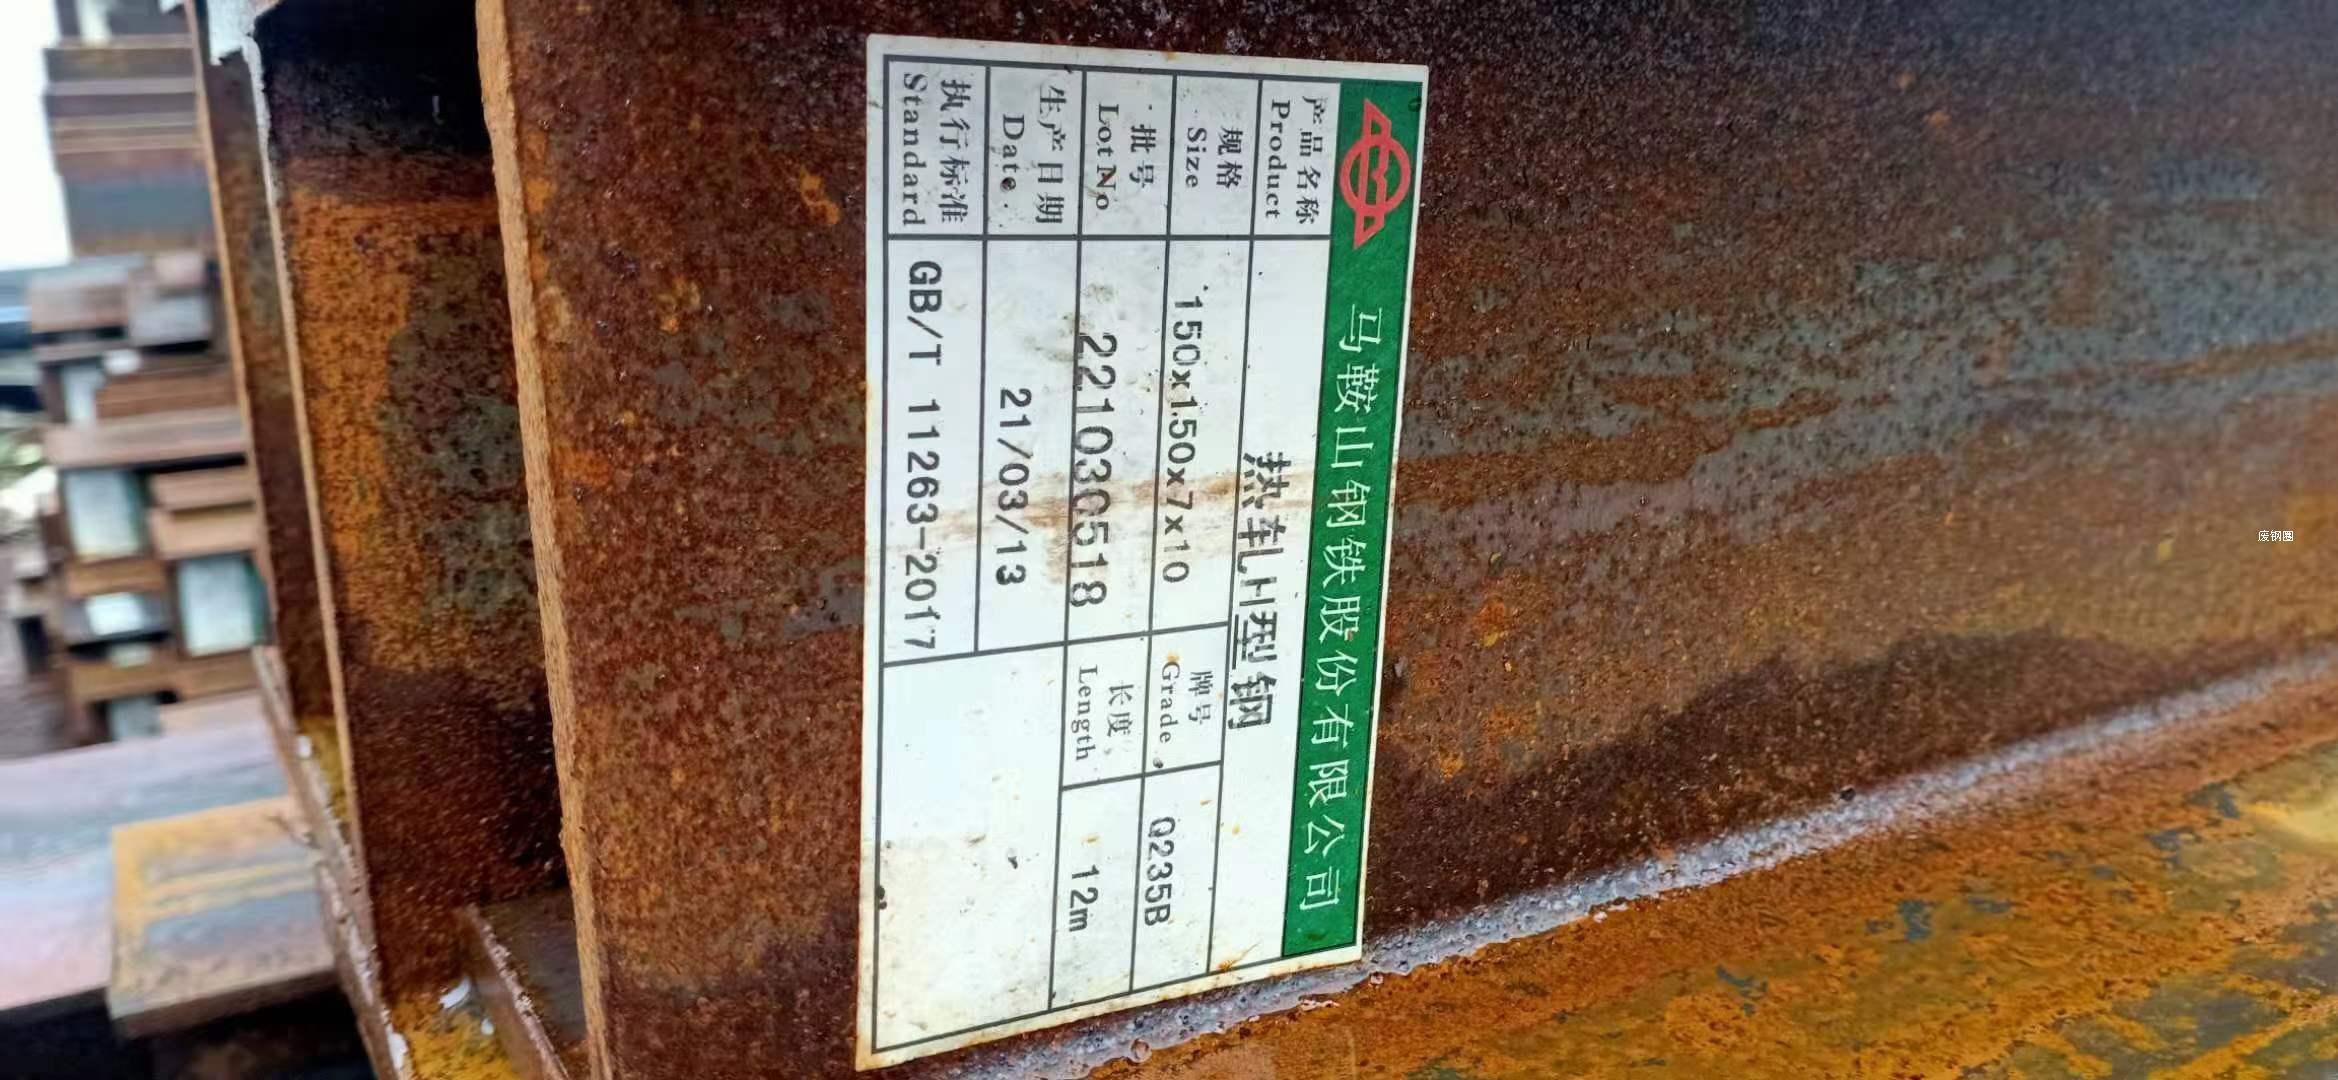 马鞍山钢铁股份有限公司
产品名称
Product
热轧H型钢
规格
Size
150x150x7x10
牌号
Grade
Q235B
批号
Lot No
221030518
长度
Length
12m
生产日期
Date
21/03/13
执行标准
Standard
GB/T 11263-2017
废钢圈